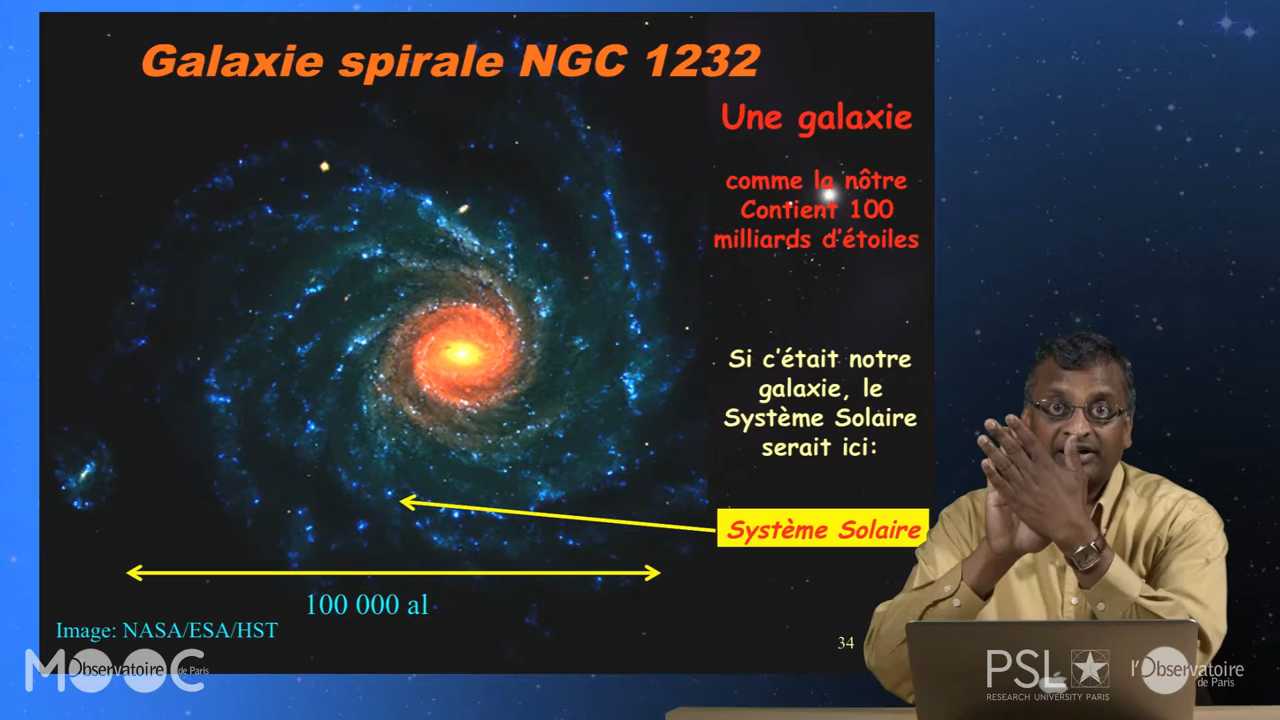 Galaxie spirale NGC 1232
Une galaxie
comme la nôtre
Contient 100
milliards d'étoiles
Si c'était notre
galaxie, le
Système Solaire
serait ici:
Système Solaire
100 000 al
Image: NASA/ESA/HST
34
MOOC
l'Observatoire
de Paris
PSL
RESEARCH UNIVERSITY PARIS
l'Observatoire
de Paris